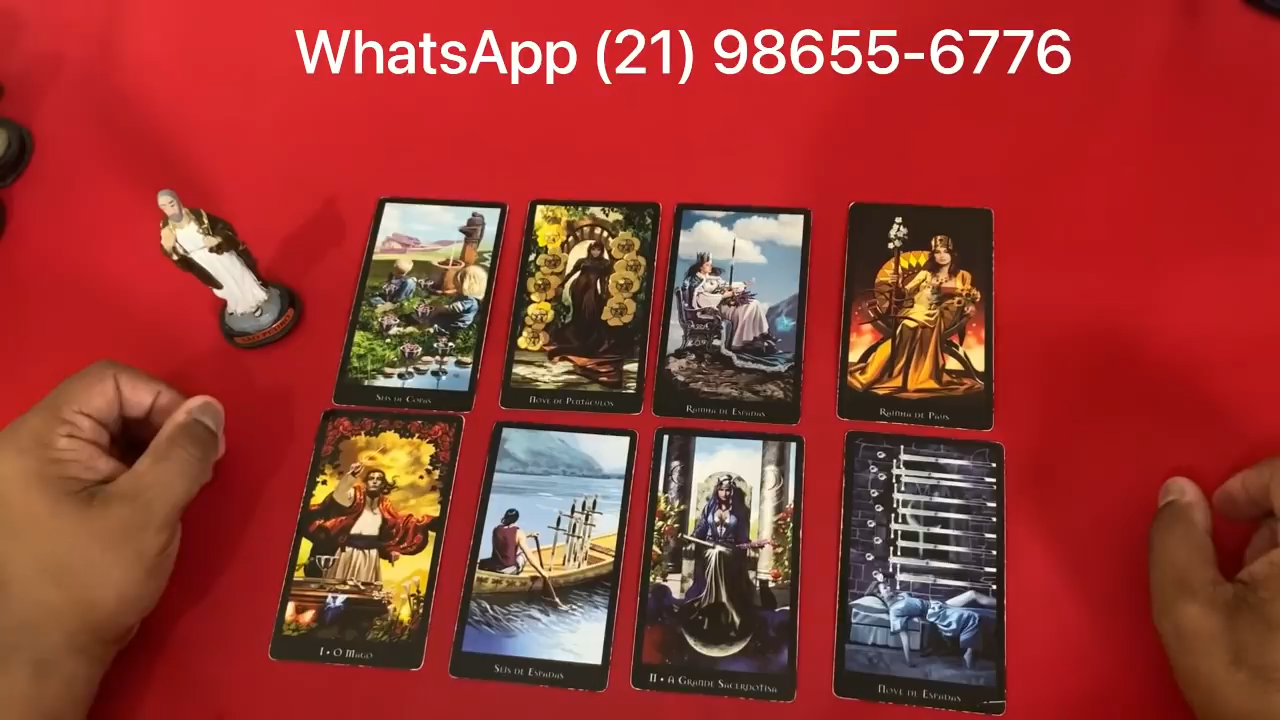 WhatsApp (21) 98655-6776
Seis de Copas
Nove de Pentáculos
Rainha de Espadas
Rainha de Paus
I • O Mago
Seis de Espadas
II • A Grande Sacerdotisa
Nove de Espadas